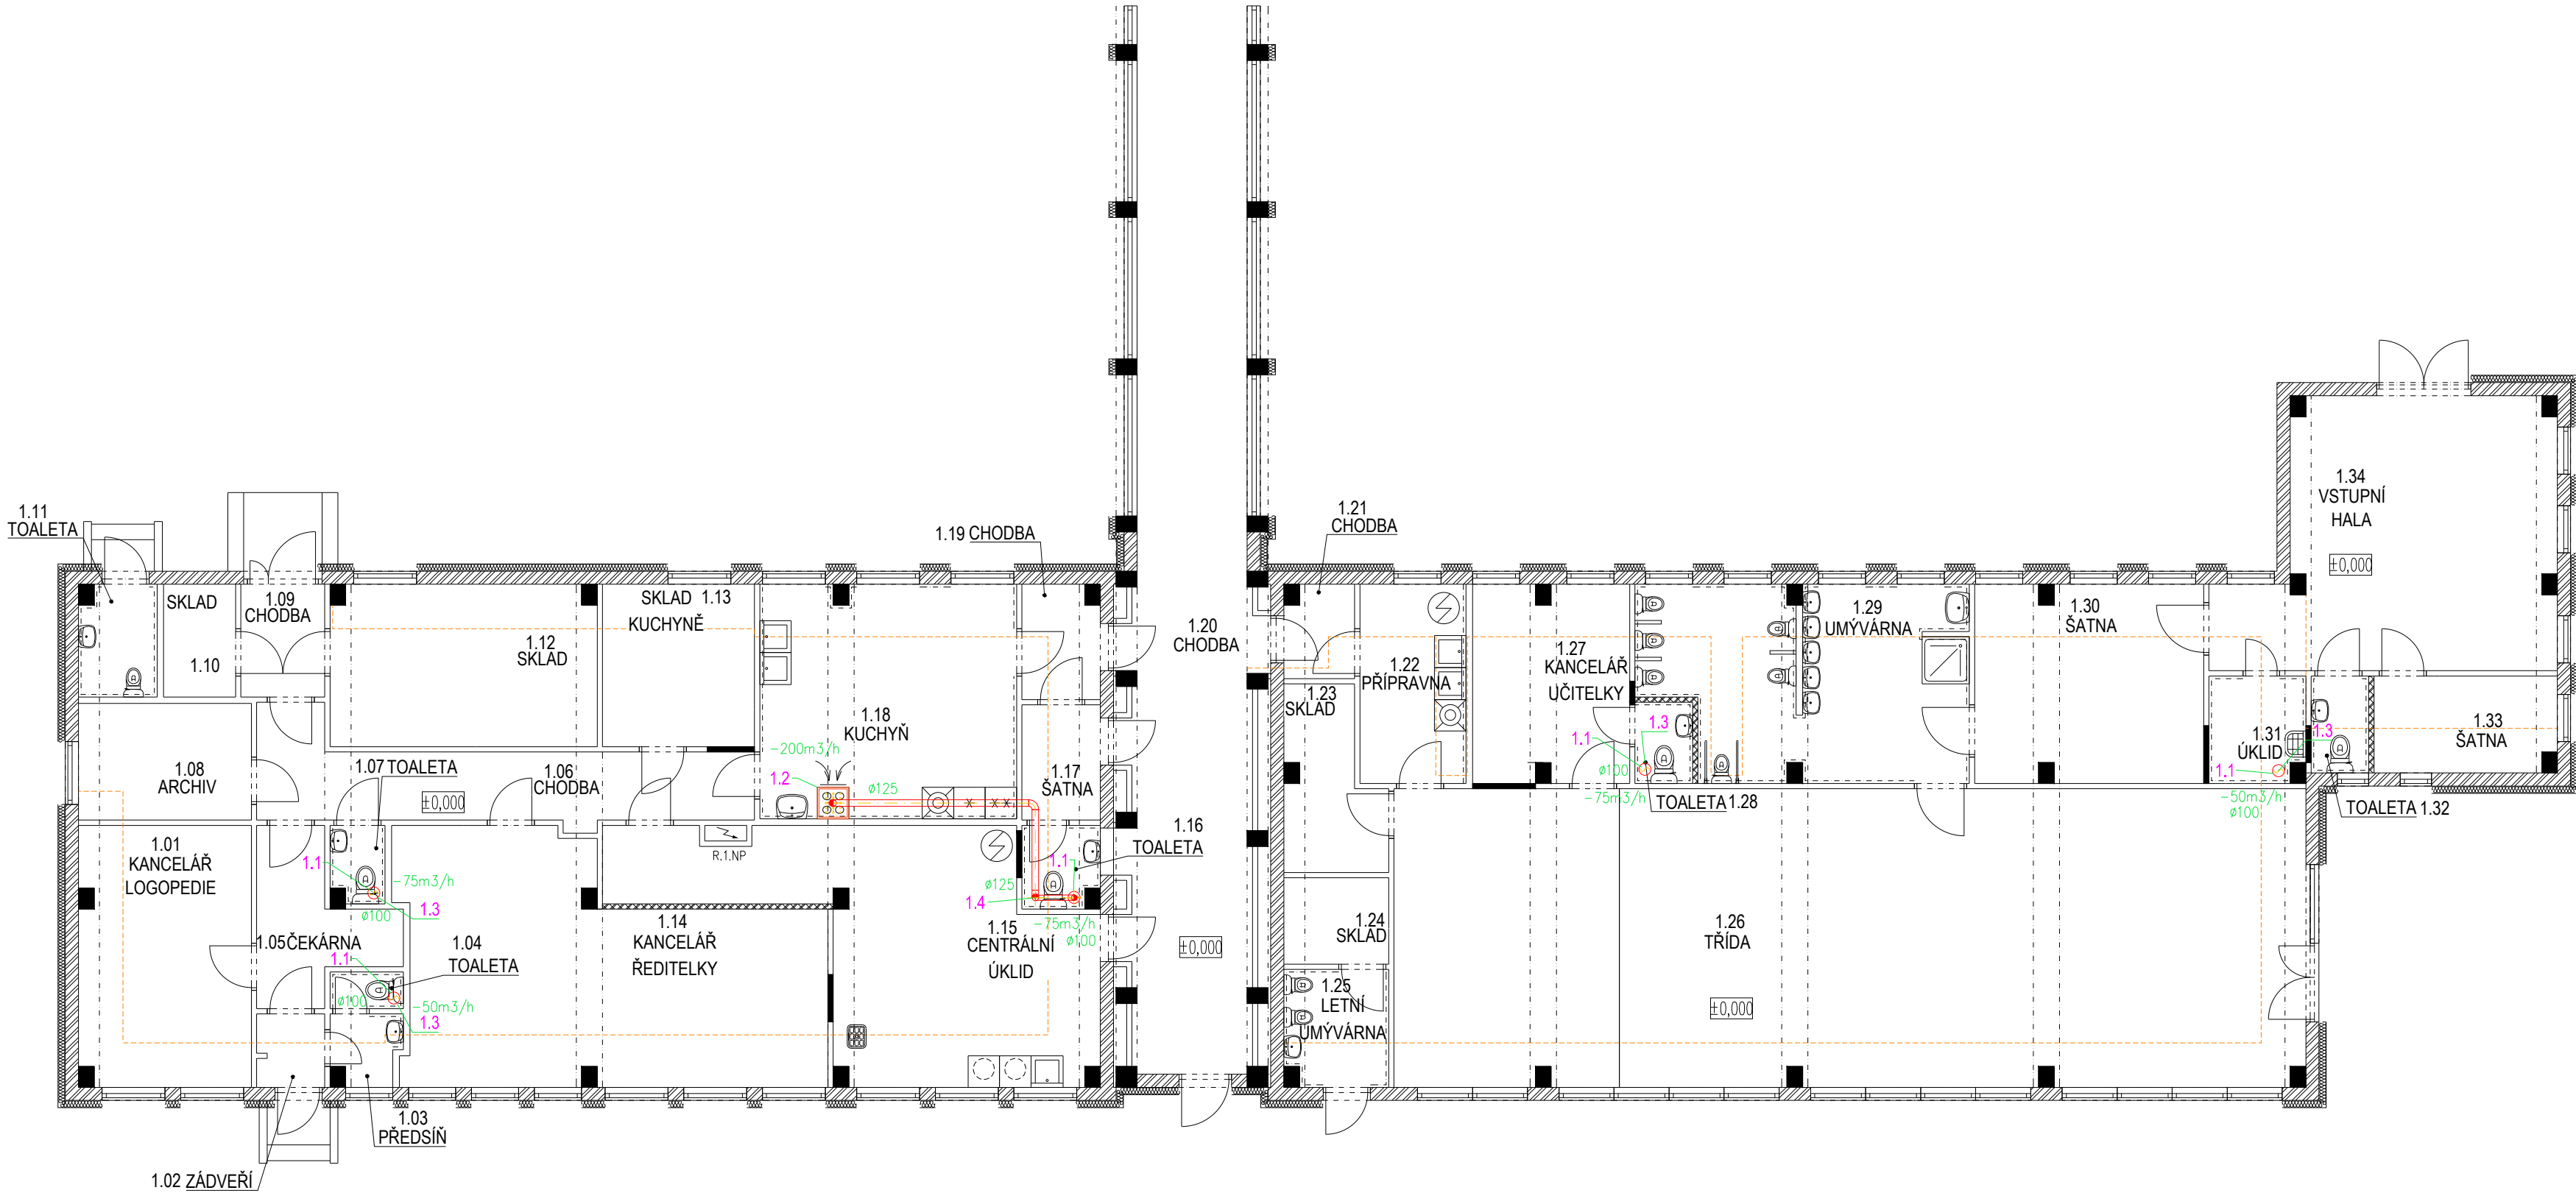 1.11
TOALETA
SKLAD
1.10
1.09
CHODBA
1.12
SKLAD
SKLAD 1.13
KUCHYNĚ
1.19 CHODBA
1.20
CHODBA
1.21
CHODBA
1.22
PŘÍPRAVNA
1.23
SKLAD
1.27
KANCELÁŘ
UČITELKY
1.29
UMÝVÁRNA
1.30
ŠATNA
1.34
VSTUPNÍ
HALA
±0,000
1.33
ŠATNA
1.31
ÚKLID
1.3
1.1
-50m3/h
ø100
TOALETA 1.32
1.3
1.1
ø100
-75m3/h
TOALETA 1.28
1.08
ARCHIV
1.07 TOALETA
1.06
CHODBA
±0,000
1.18
KUCHYŇ
-200m3/h
1.2
ø125
1.17
ŠATNA
1.16
TOALETA
1.1
ø125
1.4
-75m3/h
ø100
R.1.NP
1.01
KANCELÁŘ
LOGOPEDIE
1.1
-75m3/h
1.3
ø100
1.05 ČEKÁRNA
1.1
1.04
TOALETA
ø100
-50m3/h
1.3
1.14
KANCELÁŘ
ŘEDITELKY
1.15
CENTRÁLNÍ
ÚKLID
±0,000
1.24
SKLAD
1.25
LETNÍ
UMÝVÁRNA
1.26
TŘÍDA
±0,000
1.03
PŘEDSÍŇ
1.02 ZÁDVEŘÍ